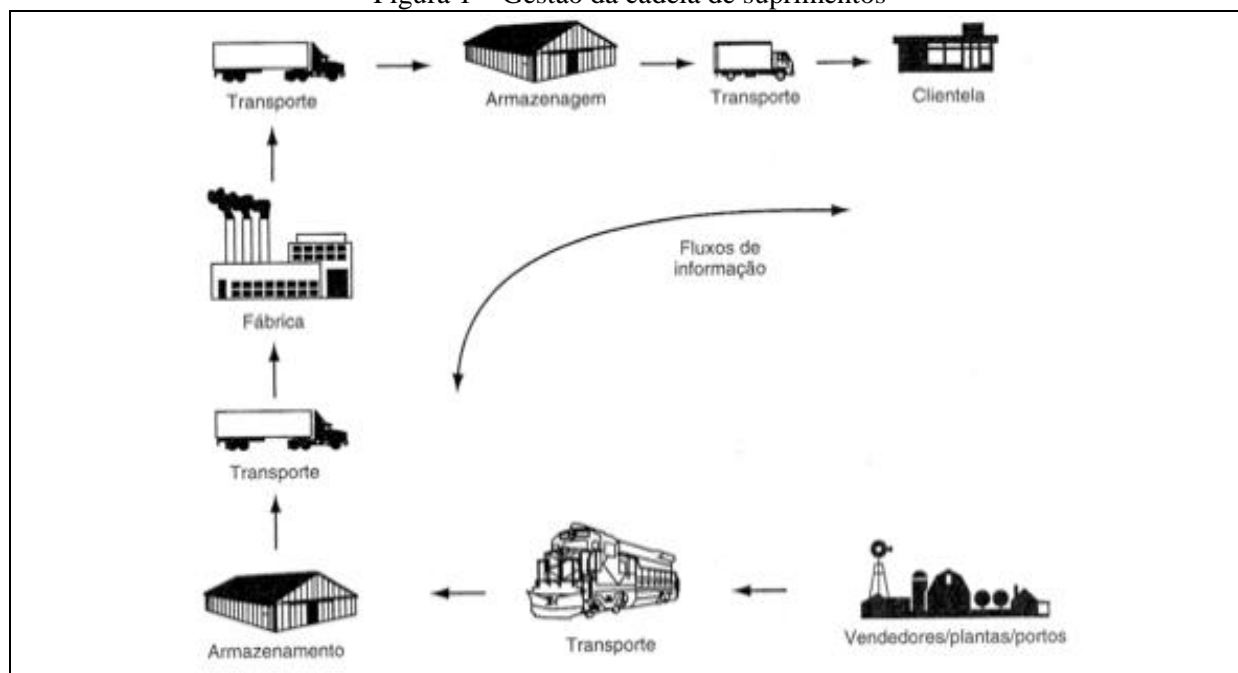 Figura 1 – Gestão da cadeia de suprimentos
Transporte
Armazenagem
Transporte
Clientela
Fluxos de
informação
Fábrica
Transporte
Armazenamento
Transporte
Vendedores/plantas/portos